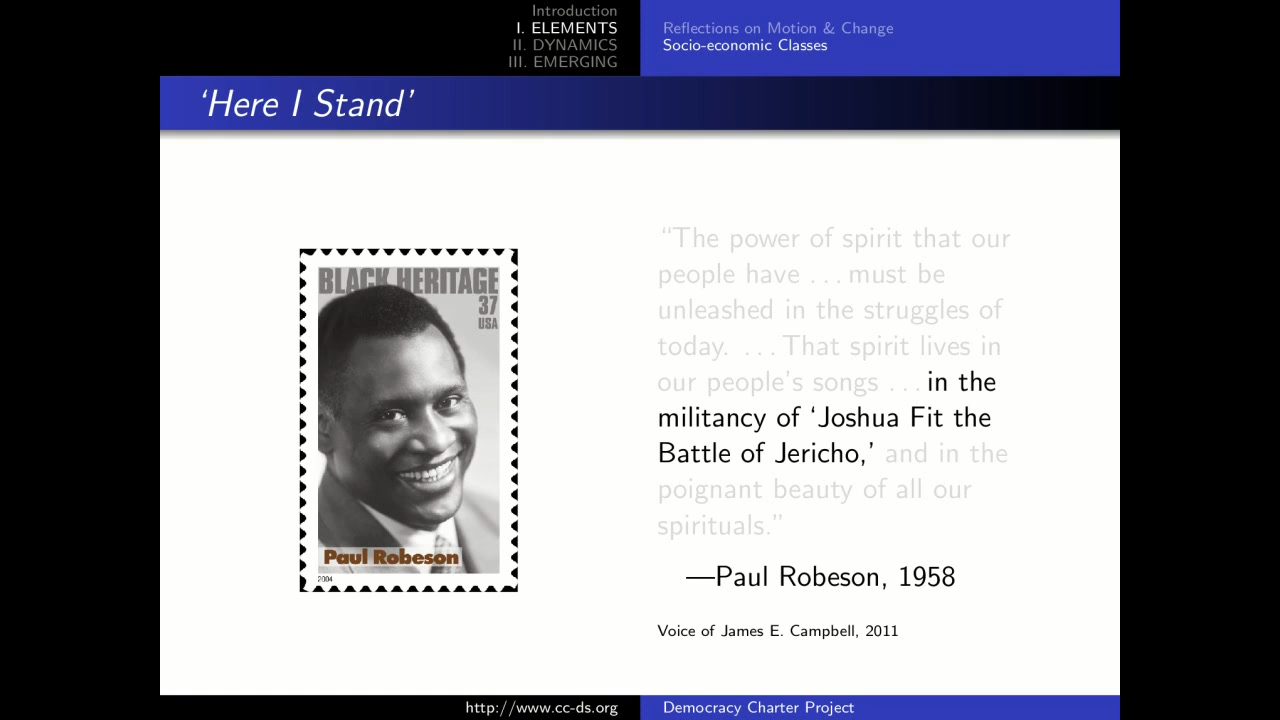 Introduction
I. ELEMENTS
II. DYNAMICS
III. EMERGING
Reflections on Motion & Change
Socio-economic Classes
‘Here I Stand’
BLACK HERITAGE
37
USA
Paul Robeson
2004
“The power of spirit that our
people have . . . must be
unleashed in the struggles of
today. . . . That spirit lives in
our people’s songs . . . in the
militancy of ‘Joshua Fit the
Battle of Jericho,’ and in the
poignant beauty of all our
spirituals.”
—Paul Robeson, 1958
Voice of James E. Campbell, 2011
http://www.cc-ds.org
Democracy Charter Project